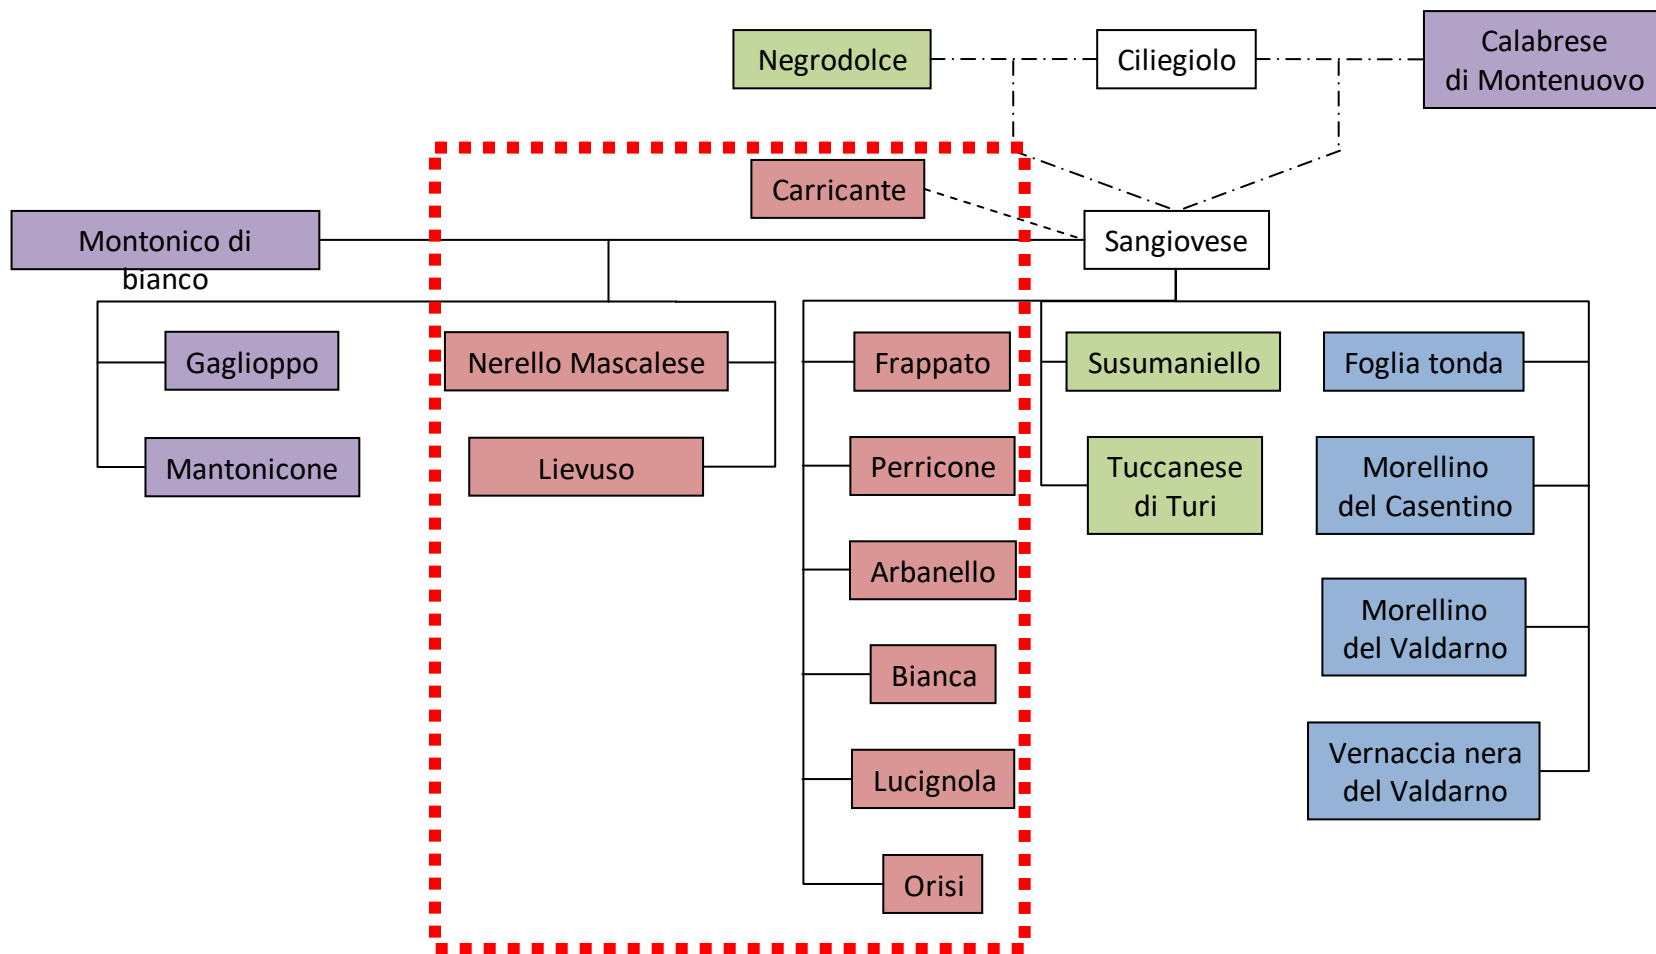 Negrodolce
Ciliegiolo
Calabrese
di Montenuovo
Carricante
Montonico di
bianco
Sangiovese
Gaglioppo
Nerello Mascalese
Frappato
Susumaniello
Foglia tonda
Mantonicone
Lievuso
Perricone
Tuccanese
di Turi
Morellino
del Casentino
Arbanello
Morellino
del Valdarno
Bianca
Lucignola
Vernaccia nera
del Valdarno
Orisi